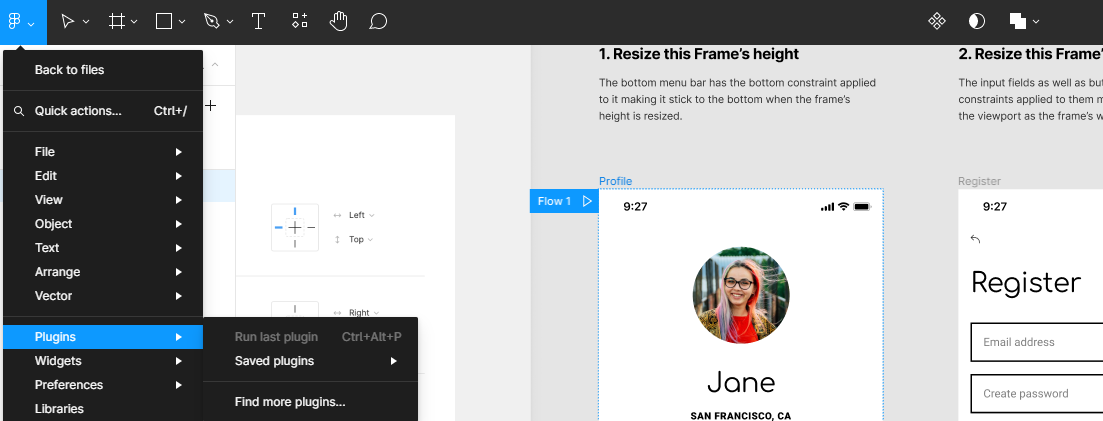 Back to files
Quick actions... Ctrl+/
File
Edit
View
Object
Text
Arrange
Vector
Plugins
Widgets
Preferences
Libraries
Run last plugin Ctrl+Alt+P
Saved plugins
Find more plugins...
Left
Top
Right
1. Resize this Frame's height
The bottom menu bar has the bottom constraint applied
to it making it stick to the bottom when the frame's
height is resized.
Profile
Flow 1
9:27
Jane
SAN FRANCISCO, CA
2. Resize this Frame'
The input fields as well as but
constraints applied to them m
the viewport as the frame's w
Register
9:27
Register
Email address
Create password